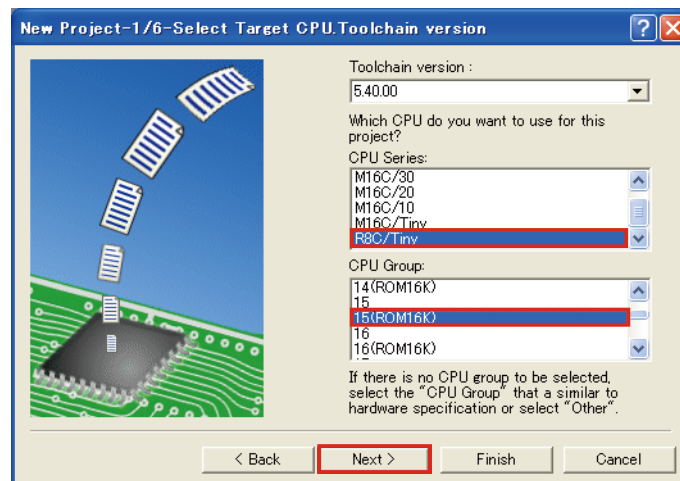 New Project-1/6-Select Target CPU.Toolchain version
Toolchain version :
5.40.00
Which CPU do you want to use for this
project?
CPU Series:
M16C/30
M16C/20
M16C/10
M16C/Tiny
R8C/Tiny
CPU Group:
14(ROM16K)
15
15(ROM16K)
16
16(ROM16K)
If there is no CPU group to be selected,
select the "CPU Group" that a similar to
hardware specification or select "Other".
< Back
Next >
Finish
Cancel